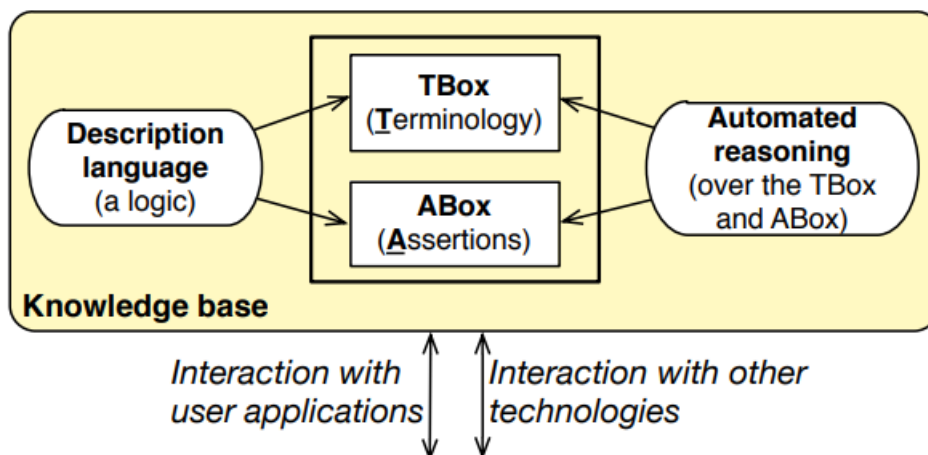 TBox
(Terminology)
Description
language
(a logic)
Automated
reasoning
(over the TBox
and ABox)
ABox
(Assertions)
Knowledge base
Interaction with
user applications
Interaction with other
technologies